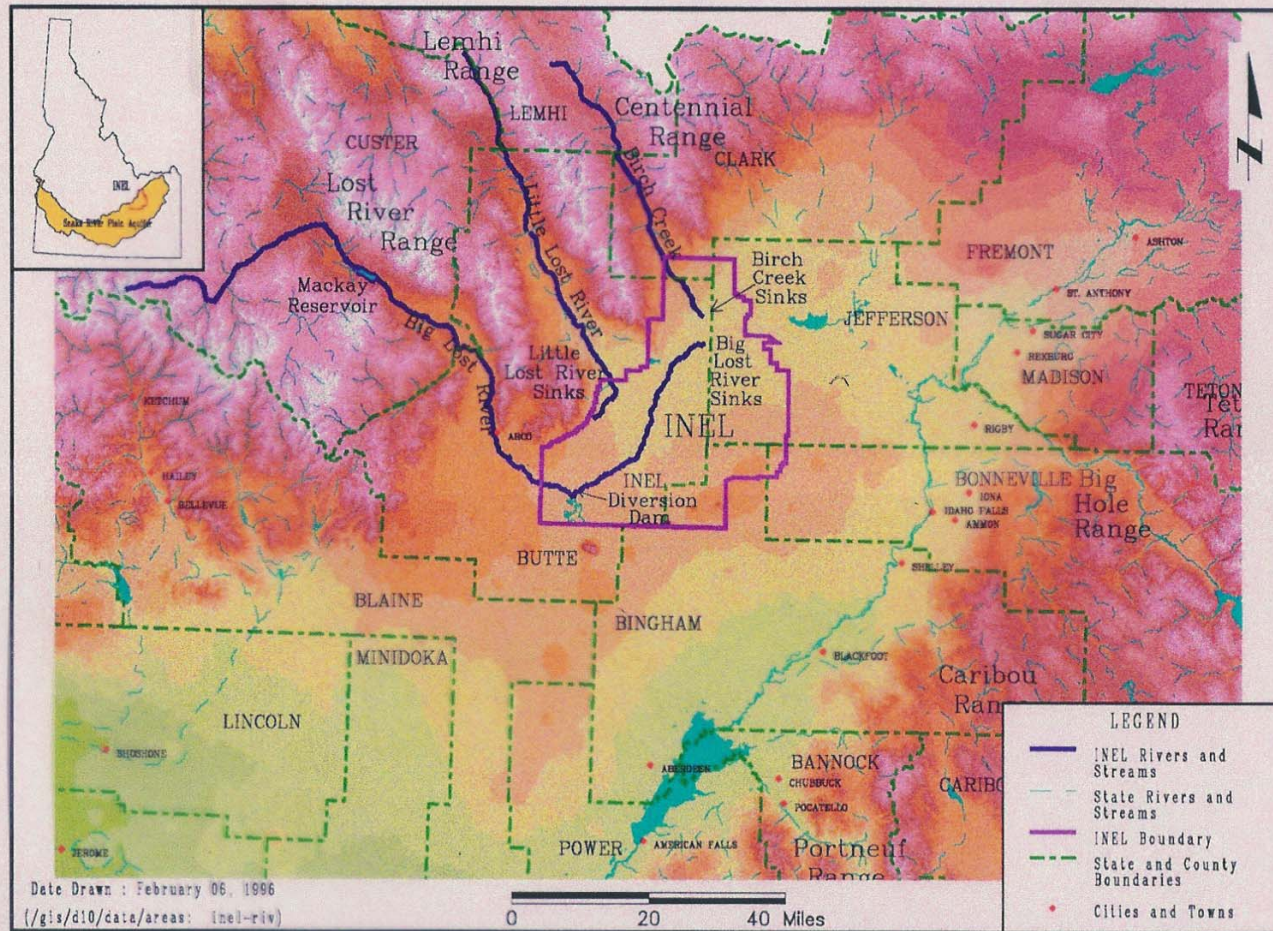 INEL
Snake River Plain Aquifer
Lemhi
Range
LEMHI
Centennial
Range
CUSTER
CLARK
Lost
River
Range
Birch Creek
Little Lost River
FREMONT
ASHTON
Mackay
Reservoir
Birch
Creek
Sinks
ST. ANTHONY
JEFFERSON
Big Lost River
SUGAR CITY
Little
Lost River
Sinks
Big
Lost
River
Sinks
REXBURG
MADISON
TETON
KETCHUM
ARCO
INEL
RIGBY
HAILEY
BELLEVUE
INEL
Diversion
Dam
BONNEVILLE
Big
Hole
Range
IONA
IDAHO FALLS
AMMON
BUTTE
SHELLEY
BLAINE
BINGHAM
MINIDOKA
BLACKFOOT
Caribou
LINCOLN
SHOSHONE
ABERDEEN
BANNOCK
CHUBBUCK
POCATELLO
JEROME
POWER
AMERICAN FALLS
Portneuf
Range
LEGEND
INEL Rivers and
Streams
State Rivers and
Streams
INEL Boundary
State and County
Boundaries
Cities and Towns
Date Drawn : February 06, 1996
(/gis/d10/data/areas: inel-riv)
0 20 40 Miles